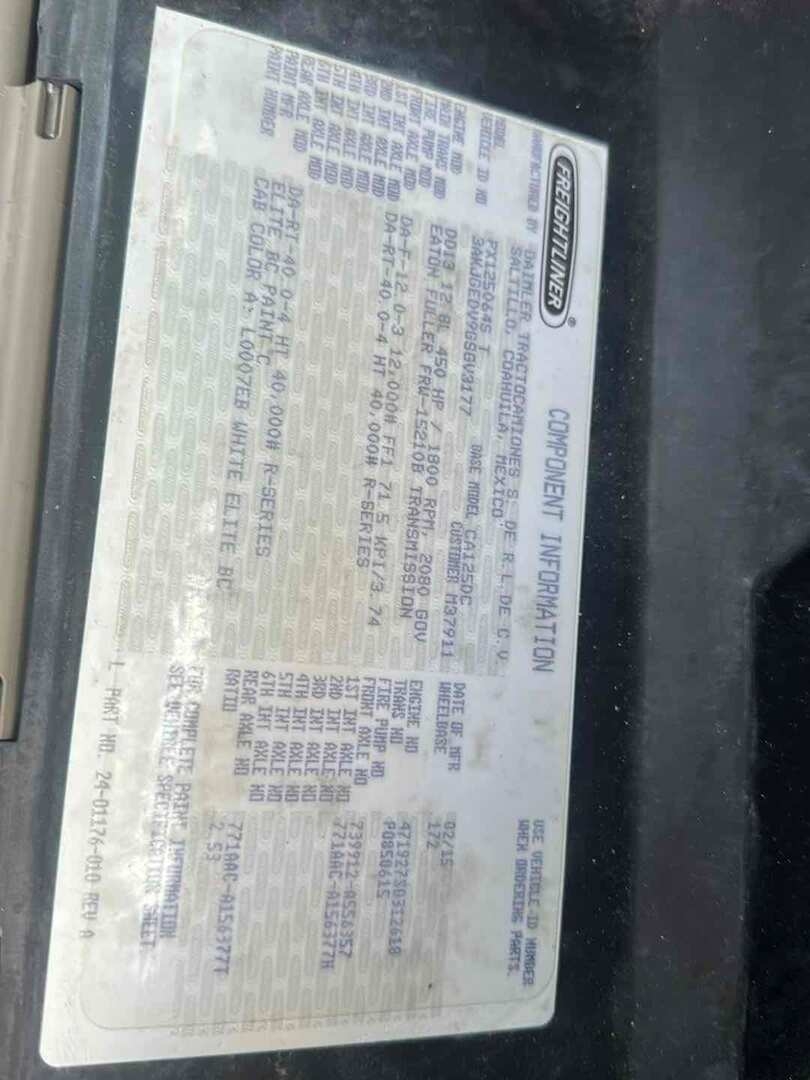 FREIGHTLINER®
COMPONENT INFORMATION
USE VEHICLE ID NUMBER
WHEN ORDERING PARTS.
MANUFACTURED BY DAIMLER TRACTOCAMIONES S. DE R.L. DE C.V.
SALTILLO, COAHUILA, MEXICO
MODEL PX125064S T BASE MODEL CA125DC DATE OF MFR 02/15
VEHICLE ID NO CUSTOMER M37911 WHEELBASE 172
ENGINE MOD DD13 12.8L 450 HP / 1800 RPM, 2080 GOV ENGINE NO 471927S0312618
MAIN TRANS MOD EATON FULLER FRW-15210B TRANSMISSION TRANS NO P0850615
FIRE PUMP MOD FIRE PUMP NO
FRONT AXLE MOD DA-F-12.0-3 12,000# FF1 71.5 KPI/3.74 FRONT AXLE NO 739912-AS56357
1ST INT AXLE MOD DA-RT-40.0-4 HT 40,000# R-SERIES 1ST INT AXLE NO 771AAC-A156377H
2ND INT AXLE MOD 2ND INT AXLE NO
3RD INT AXLE MOD 3RD INT AXLE NO
4TH INT AXLE MOD 4TH INT AXLE NO
5TH INT AXLE MOD 5TH INT AXLE NO
6TH INT AXLE MOD 6TH INT AXLE NO
REAR AXLE MOD DA-RT-40.0-4 HT 40,000# R-SERIES REAR AXLE NO 771AAC-A156377T
PAINT MFR ELITE BC PAINT-C RATIO 2.53
PAINT NUMBER CAB COLOR A: L0007EB WHITE ELITE BC
FOR COMPLETE PAINT INFORMATION
SEE VEHICLE SPECIFICATION SHEET
PART NO. 24-01176-010 REV A